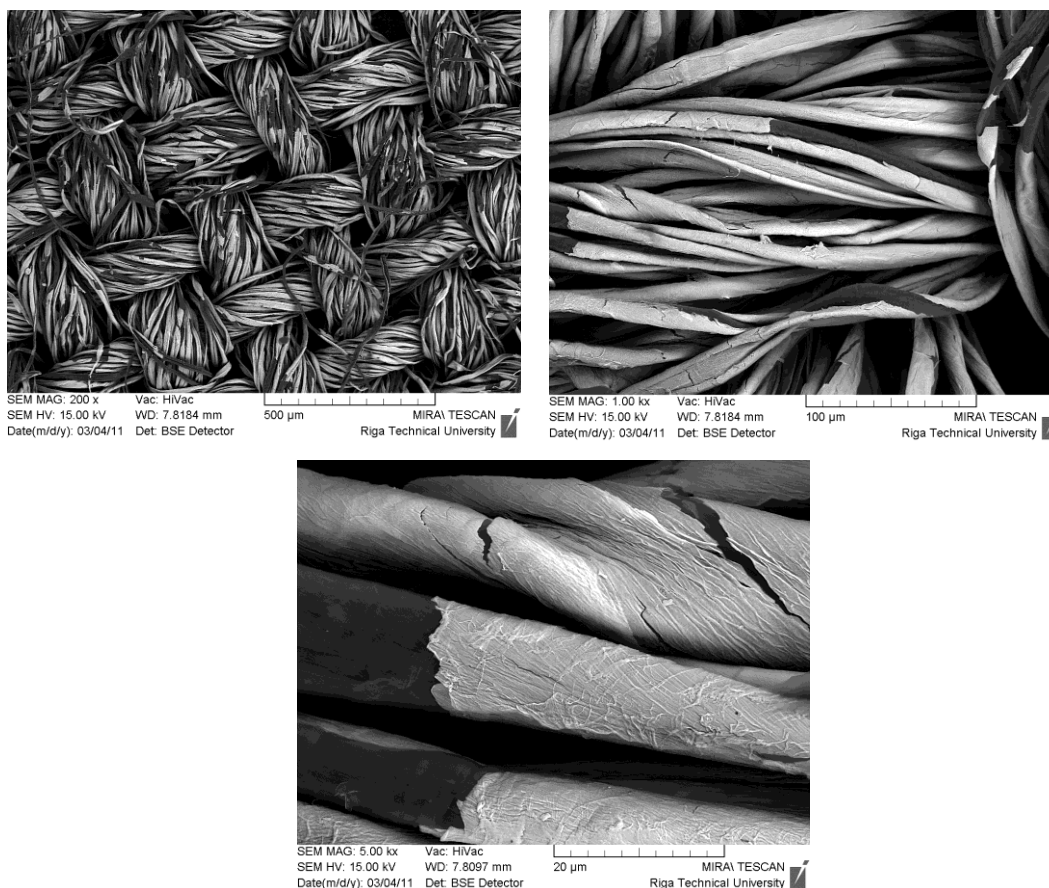 SEM MAG: 200 x Vac: HiVac
SEM HV: 15.00 kV WD: 7.8184 mm 500 µm MIRA\ TESCAN
Date(m/d/y): 03/04/11 Det: BSE Detector Riga Technical University
SEM MAG: 1.00 kx Vac: HiVac
SEM HV: 15.00 kV WD: 7.8184 mm 100 µm MIRA\ TESCAN
Date(m/d/y): 03/04/11 Det: BSE Detector Riga Technical University
SEM MAG: 5.00 kx Vac: HiVac
SEM HV: 15.00 kV WD: 7.8097 mm 20 µm MIRA\ TESCAN
Date(m/d/y): 03/04/11 Det: BSE Detector Riga Technical University